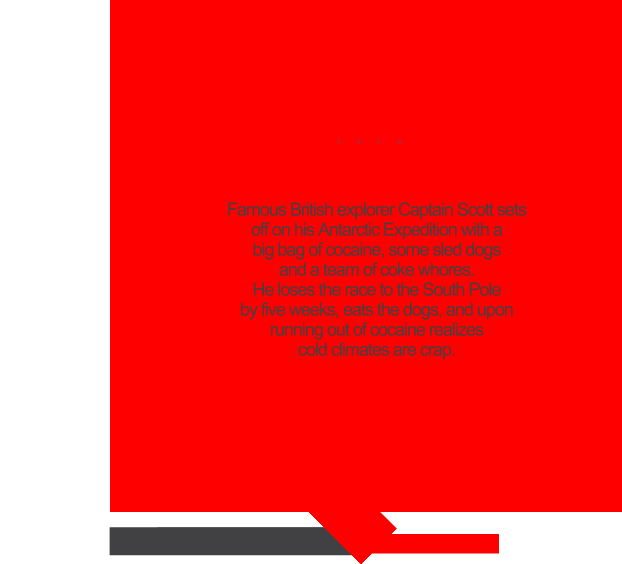 Famous British explorer Captain Scott sets
off on his Antarctic Expedition with a
big bag of cocaine, some sled dogs
and a team of coke whores.
He loses the race to the South Pole
by five weeks, eats the dogs, and upon
running out of cocaine realizes
cold climates are crap.